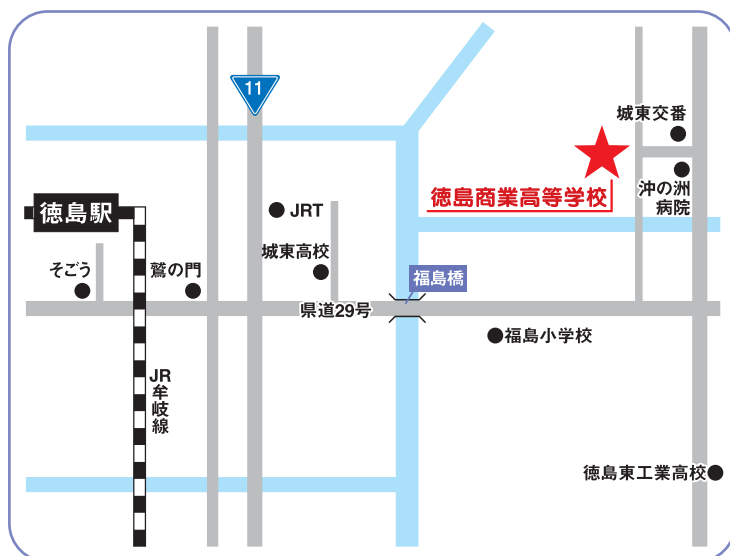 11
城東交番
徳島商業高等学校
沖の洲
病院
徳島駅
JRT
城東高校
そごう
鷲の門
福島橋
県道29号
福島小学校
JR
牟岐線
徳島東工業高校